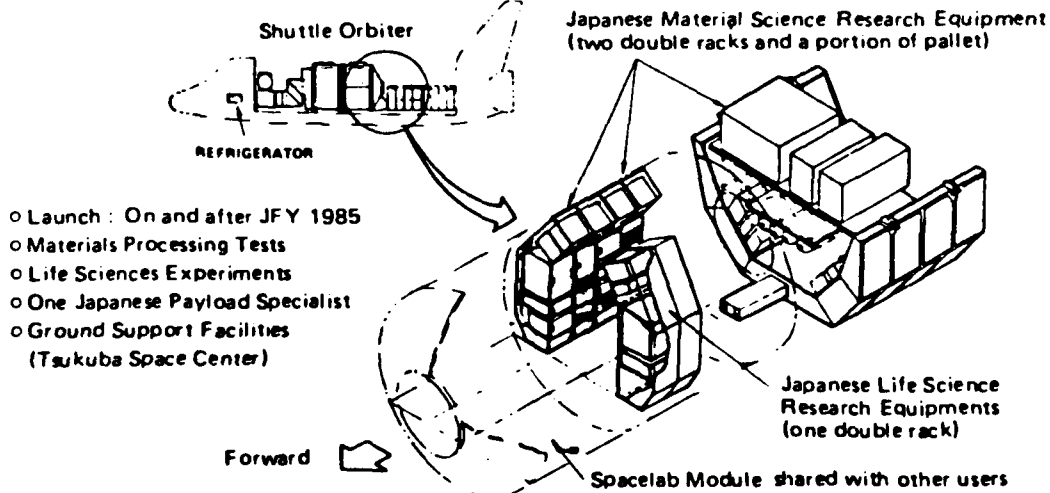 Shuttle Orbiter
REFRIGERATOR
Japanese Material Science Research Equipment
(two double racks and a portion of pallet)
o Launch : On and after JFY 1985
o Materials Processing Tests
o Life Sciences Experiments
o One Japanese Payload Specialist
o Ground Support Facilities
(Tsukuba Space Center)
Japanese Life Science
Research Equipments
(one double rack)
Forward
Spacelab Module shared with other users